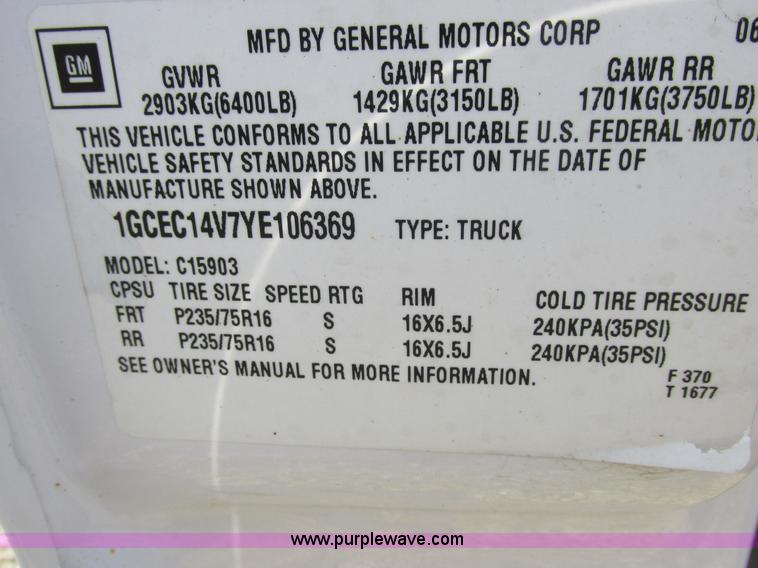 MFD BY GENERAL MOTORS CORP 06
GM
GVWR GAWR FRT GAWR RR
2903KG(6400LB) 1429KG(3150LB) 1701KG(3750LB)
THIS VEHICLE CONFORMS TO ALL APPLICABLE U.S. FEDERAL MOTO
VEHICLE SAFETY STANDARDS IN EFFECT ON THE DATE OF
MANUFACTURE SHOWN ABOVE.
1GCEC14V7YE106369 TYPE: TRUCK
MODEL: C15903
CPSU TIRE SIZE SPEED RTG RIM COLD TIRE PRESSURE
FRT P235/75R16 S 16X6.5J 240KPA(35PSI)
RR P235/75R16 S 16X6.5J 240KPA(35PSI)
SEE OWNER'S MANUAL FOR MORE INFORMATION.
F 370
T 1677
www.purplewave.com